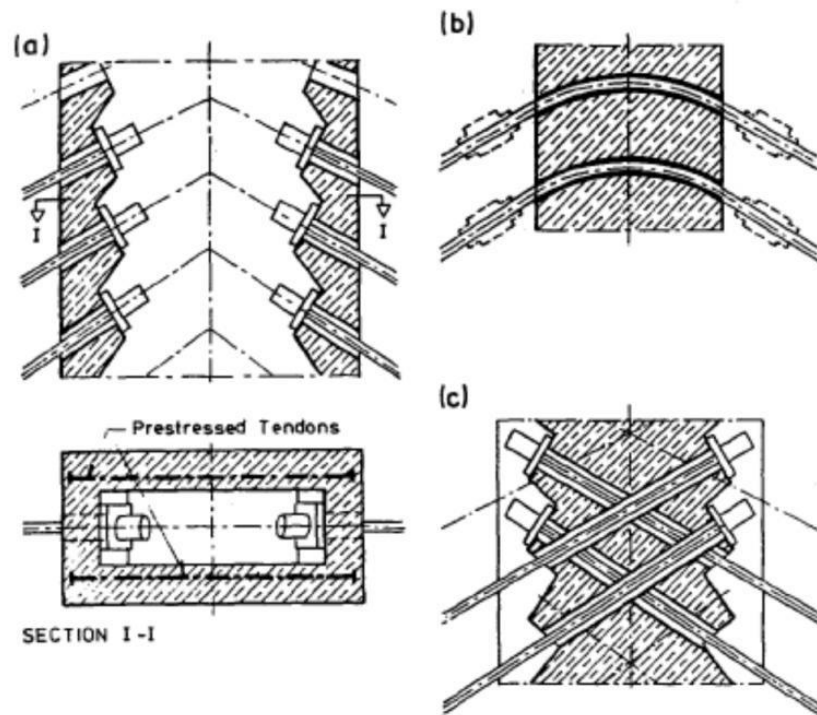 (a)
(b)
I
I
Prestressed Tendons
SECTION I-I
(c)